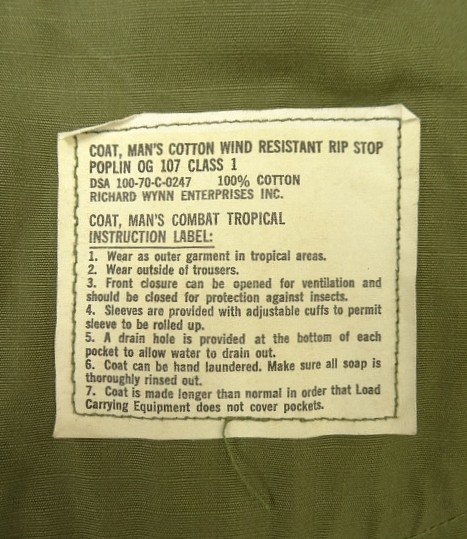 COAT, MAN'S COTTON WIND RESISTANT RIP STOP
POPLIN OG 107 CLASS 1
DSA 100-70-C-0247 100% COTTON
RICHARD WYNN ENTERPRISES INC.
COAT, MAN'S COMBAT TROPICAL
INSTRUCTION LABEL:
1. Wear as outer garment in tropical areas.
2. Wear outside of trousers.
3. Front closure can be opened for ventilation and
should be closed for protection against insects.
4. Sleeves are provided with adjustable cuffs to permit
sleeve to be rolled up.
5. A drain hole is provided at the bottom of each
pocket to allow water to drain out.
6. Coat can be hand laundered. Make sure all soap is
thoroughly rinsed out.
7. Coat is made longer than normal in order that Load
Carrying Equipment does not cover pockets.